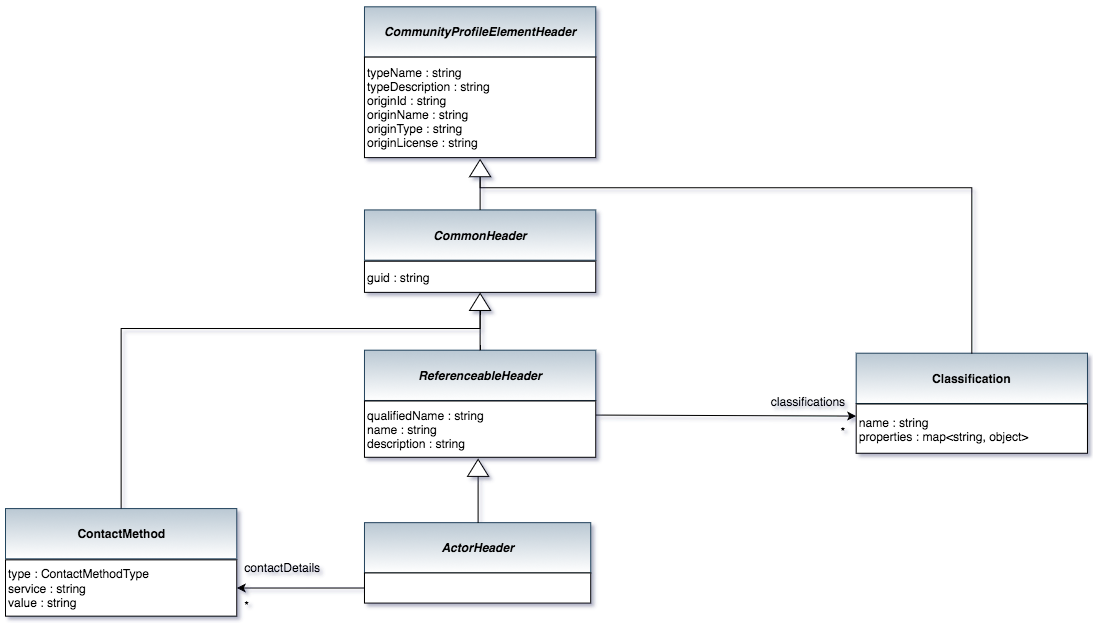 CommunityProfileElementHeader
typeName : string
typeDescription : string
originId : string
originName : string
originType : string
originLicense : string
CommonHeader
guid : string
ReferenceableHeader
qualifiedName : string
name : string
description : string
classifications
*
Classification
name : string
properties : map<string, object>
ContactMethod
type : ContactMethodType
service : string
value : string
contactDetails
*
ActorHeader